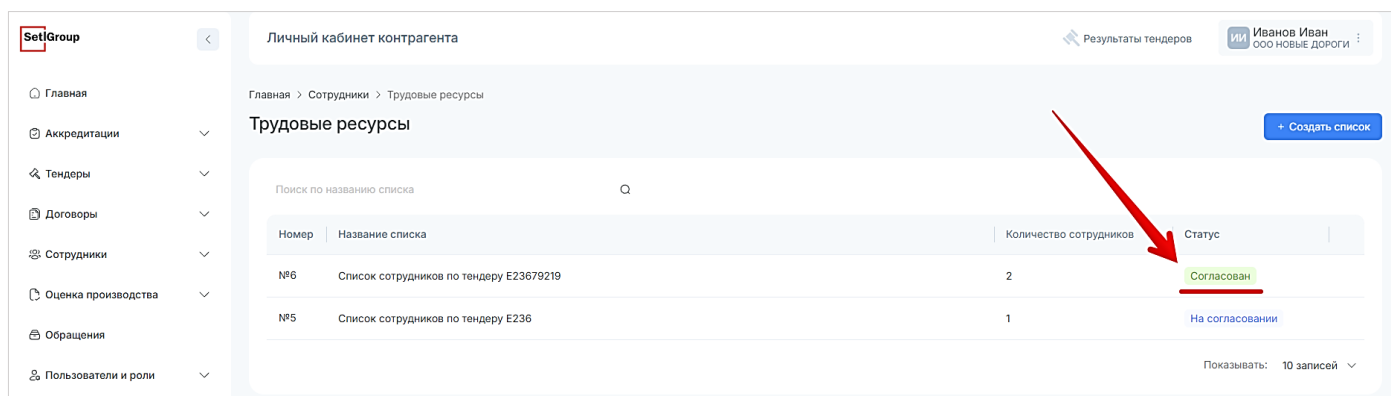 SetlGroup
Личный кабинет контрагента
Результаты тендеров
ИИ
Иванов Иван
ООО НОВЫЕ ДОРОГИ
Главная
Аккредитации
Тендеры
Договоры
Сотрудники
Оценка производства
Обращения
Пользователи и роли
Главная > Сотрудники > Трудовые ресурсы
Трудовые ресурсы
+ Создать список
Поиск по названию списка
Номер Название списка Количество сотрудников Статус
№6 Список сотрудников по тендеру E23679219 2 Согласован
№5 Список сотрудников по тендеру E236 1 На согласовании
Показывать: 10 записей